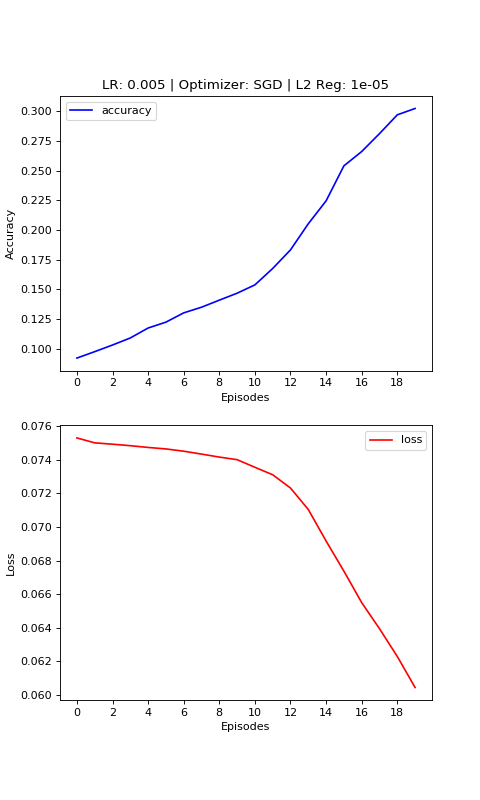 LR: 0.005 | Optimizer: SGD | L2 Reg: 1e-05
accuracy
0.300
0.275
0.250
0.225
0.200
0.175
0.150
0.125
0.100
Accuracy
0 2 4 6 8 10 12 14 16 18
Episodes
loss
0.076
0.074
0.072
0.070
0.068
0.066
0.064
0.062
0.060
Loss
0 2 4 6 8 10 12 14 16 18
Episodes